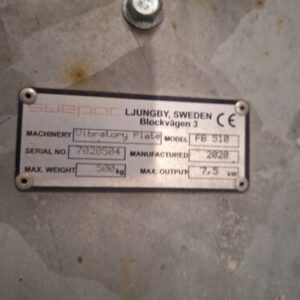 swepac LJUNGBY, SWEDEN CE
Blockvägen 3
MACHINERY Vibratory Plate MODEL FB 510
SERIAL NO. 7020504 MANUFACTURED 2020
MAX. WEIGHT 500 kg MAX. OUTPUT 7,5 kW